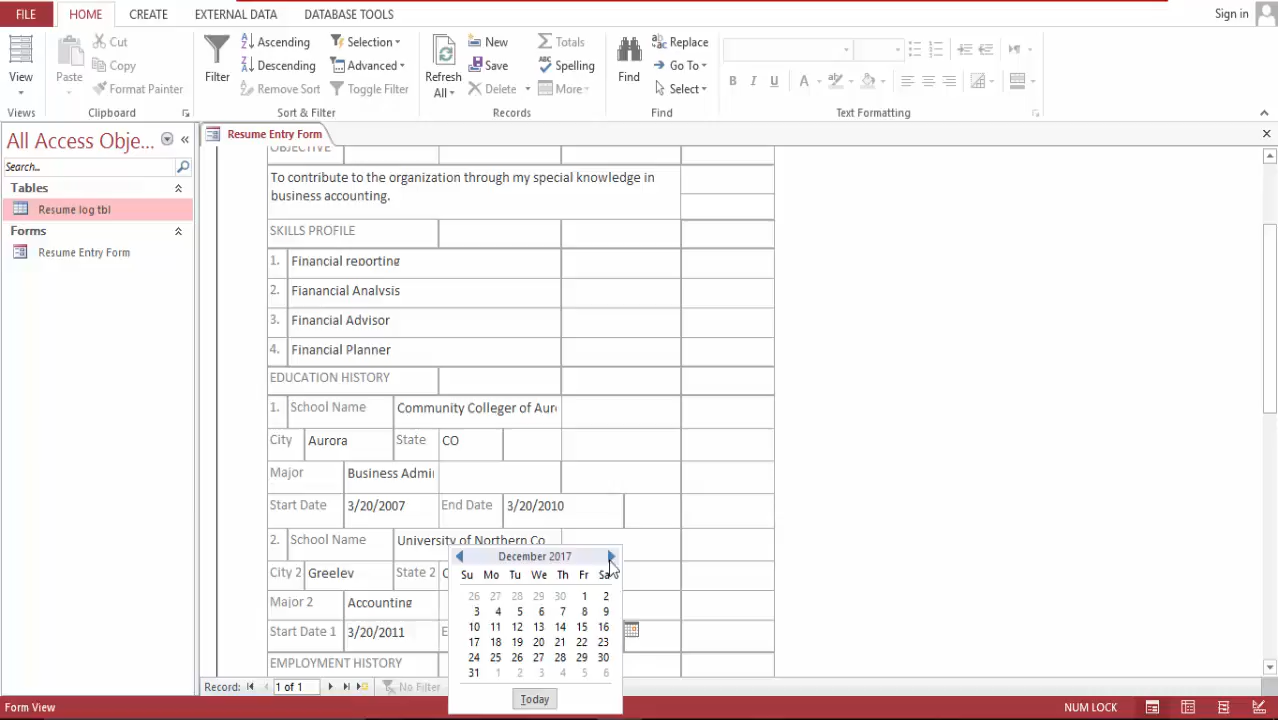 FILE HOME CREATE EXTERNAL DATA DATABASE TOOLS Sign in
View
Views
Paste
Cut
Copy
Format Painter
Clipboard
Filter
Ascending
Descending
Remove Sort
Selection
Advanced
Toggle Filter
Sort & Filter
Refresh
All
New
Save
Delete
Totals
Spelling
More
Records
Find
Replace
Go To
Select
Find
B I U A
Text Formatting
All Access Obje...
Search...
Tables
Resume log tbl
Forms
Resume Entry Form
Resume Entry Form
OBJECTIVE
To contribute to the organization through my special knowledge in
business accounting.
SKILLS PROFILE
1. Financial reporting
2. Fianancial Analysis
3. Financial Advisor
4. Financial Planner
EDUCATION HISTORY
1. School Name Community Colleger of Aur
City Aurora State CO
Major Business Admi
Start Date 3/20/2007 End Date 3/20/2010
2. School Name University of Northern Co
City 2 Greeley State 2
Major 2 Accounting
Start Date 1 3/20/2011
EMPLOYMENT HISTORY
December 2017
Su Mo Tu We Th Fr Sa
26 27 28 29 30 1 2
3 4 5 6 7 8 9
10 11 12 13 14 15 16
17 18 19 20 21 22 23
24 25 26 27 28 29 30
31 1 2 3 4 5 6
Today
Record: 1 of 1 No Filter
Form View NUM LOCK